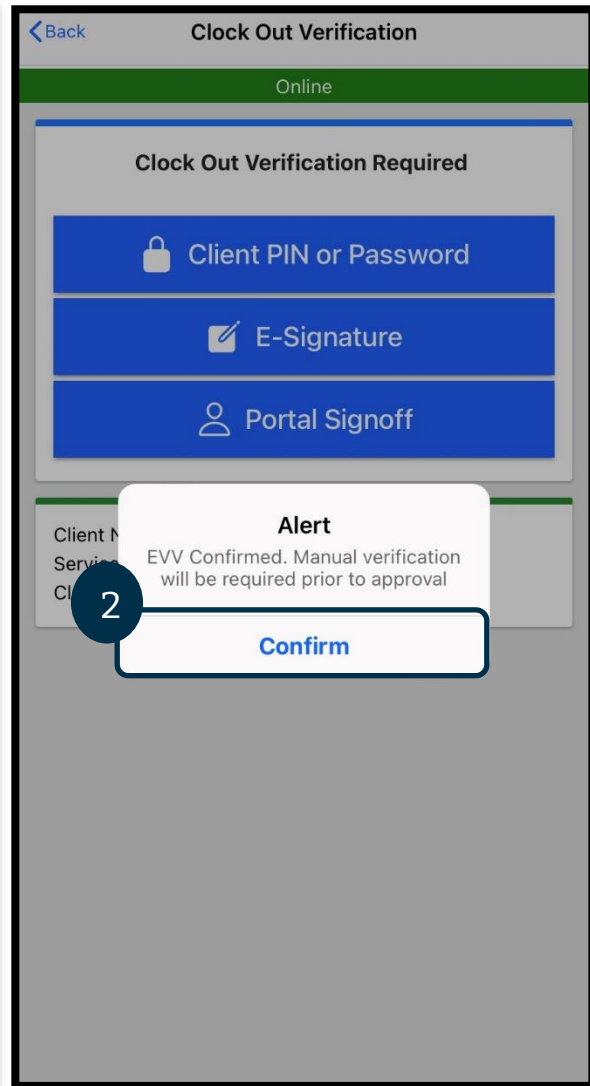 Back
Clock Out Verification
Online
Clock Out Verification Required
Client PIN or Password
E-Signature
Portal Signoff
Client
Alert
EVV Confirmed. Manual verification
will be required prior to approval
2
Confirm